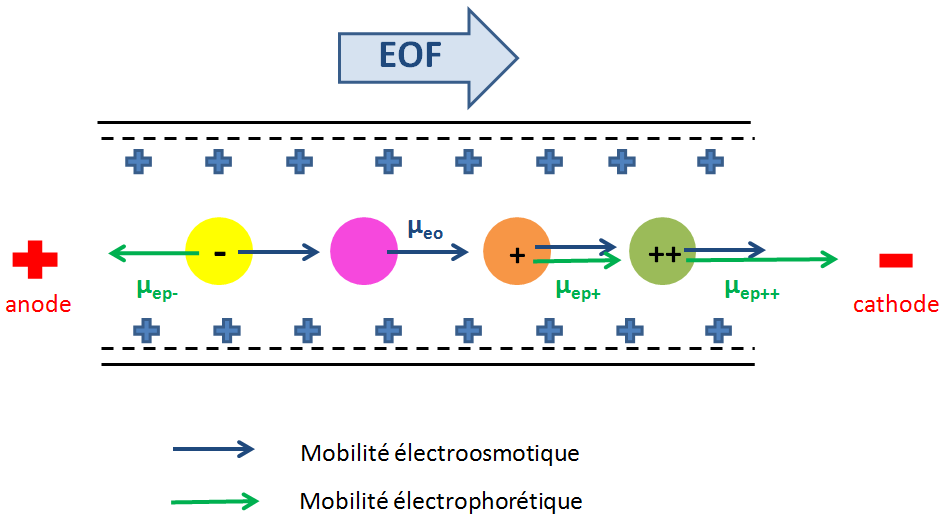 EOF
μeo
-
+
++
μep-
μep+
μep++
anode
cathode
Mobilité électroosmotique
Mobilité électrophorétique